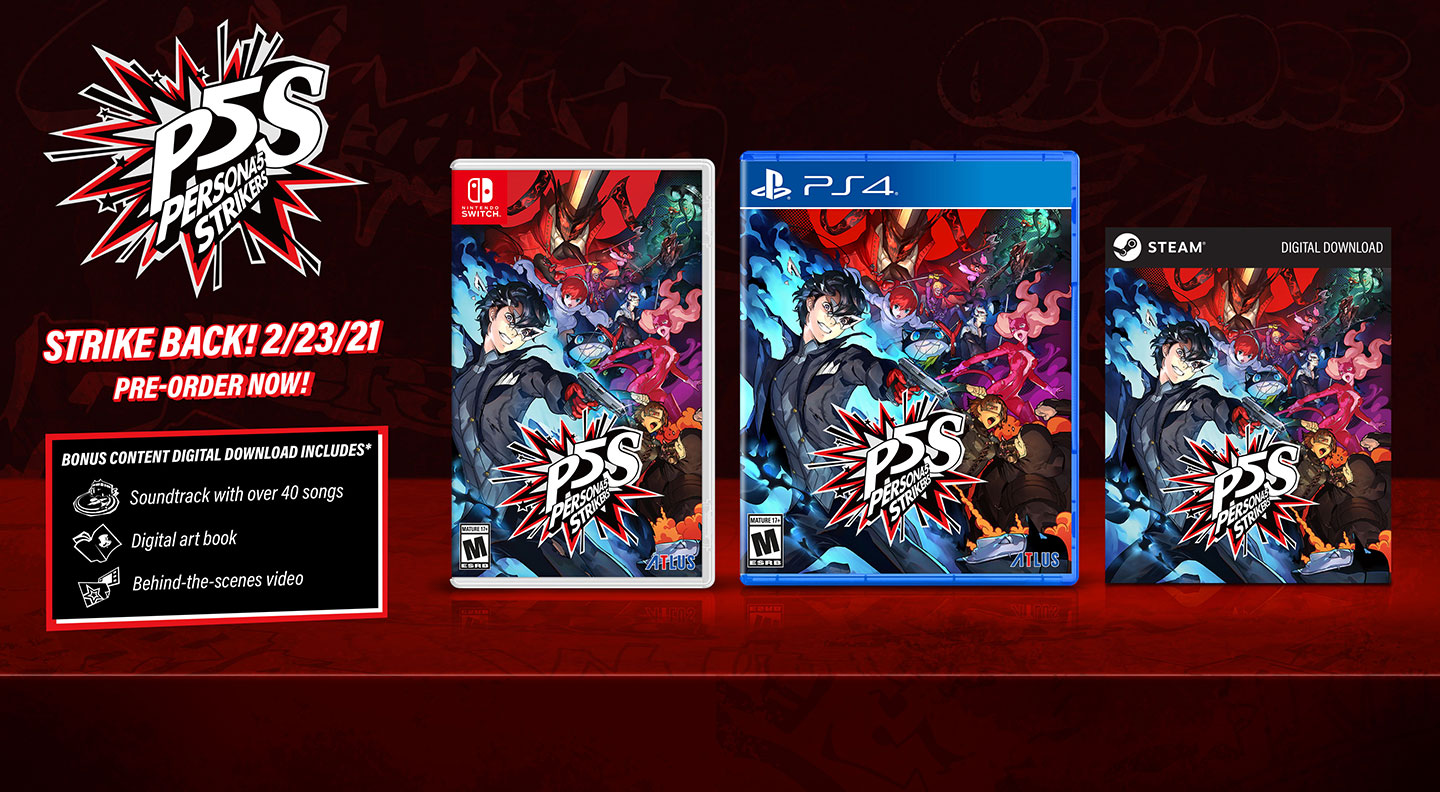 P5S
PERSONA5
STRIKERS
STRIKE BACK! 2/23/21
PRE-ORDER NOW!
BONUS CONTENT DIGITAL DOWNLOAD INCLUDES*
Soundtrack with over 40 songs
Digital art book
Behind-the-scenes video
NINTENDO
SWITCH.
P5S
PERSONA5
STRIKERS
MATURE 17+
M
ESRB
ATLUS
PS4
P5S
PERSONA5
STRIKERS
MATURE 17+
M
ESRB
ATLUS
STEAM® DIGITAL DOWNLOAD
P5S
PERSONA5
STRIKERS